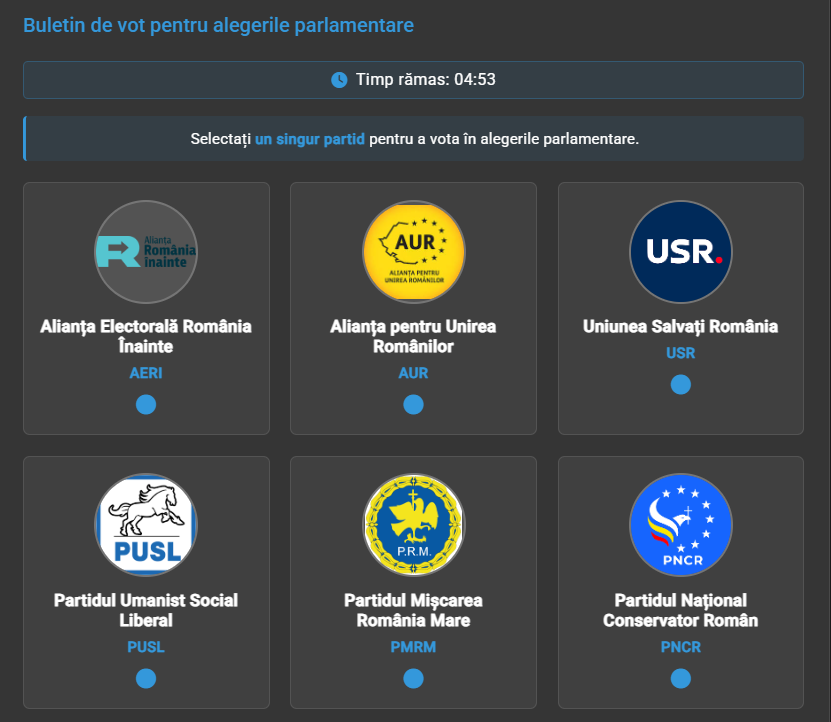 Buletin de vot pentru alegerile parlamentare
Timp rămas: 04:53
Selectați un singur partid pentru a vota în alegerile parlamentare.
Alianta
România
înainte
Alianța Electorală România
Înainte
AERI
AUR
ALIANȚA PENTRU
UNIREA ROMÂNILOR
Alianța pentru Unirea
Românilor
AUR
USR.
Uniunea Salvați România
USR
PUSL
Partidul Umanist Social
Liberal
PUSL
P.R.M.
Partidul Mișcarea
România Mare
PMRM
PNCR
Partidul Național
Conservator Român
PNCR